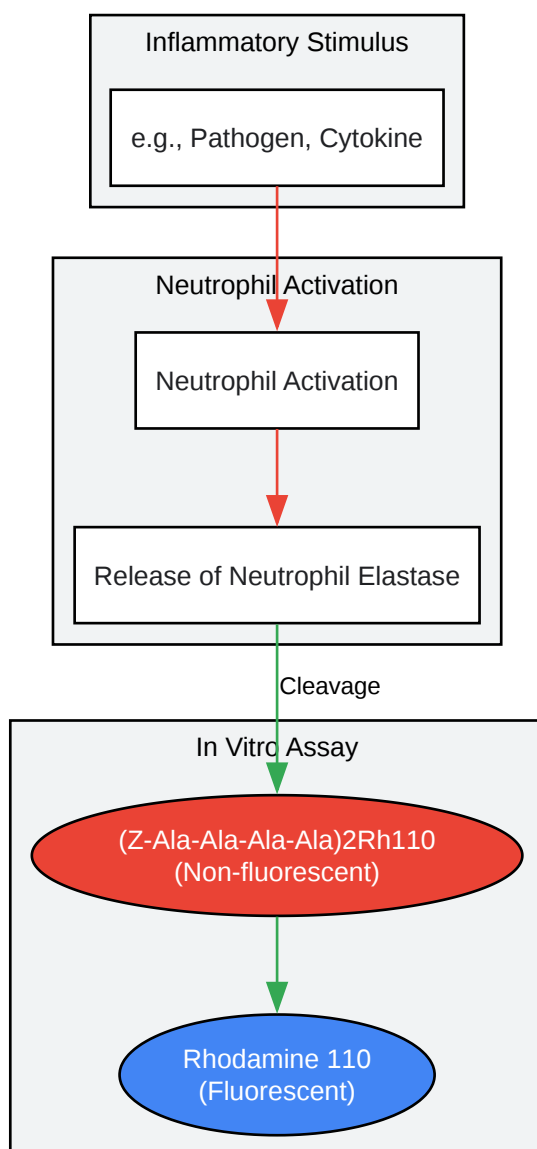 Inflammatory Stimulus
e.g., Pathogen, Cytokine
Neutrophil Activation
Neutrophil Activation
Release of Neutrophil Elastase
Cleavage
In Vitro Assay
(Z-Ala-Ala-Ala-Ala)2Rh110
(Non-fluorescent)
Rhodamine 110
(Fluorescent)